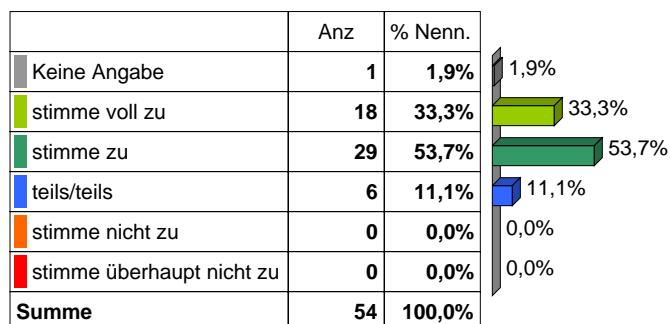 Anz % Nenn.
Keine Angabe 1 1,9% 1,9%
stimme voll zu 18 33,3% 33,3%
stimme zu 29 53,7% 53,7%
teils/teils 6 11,1% 11,1%
stimme nicht zu 0 0,0% 0,0%
stimme überhaupt nicht zu 0 0,0% 0,0%
Summe 54 100,0%